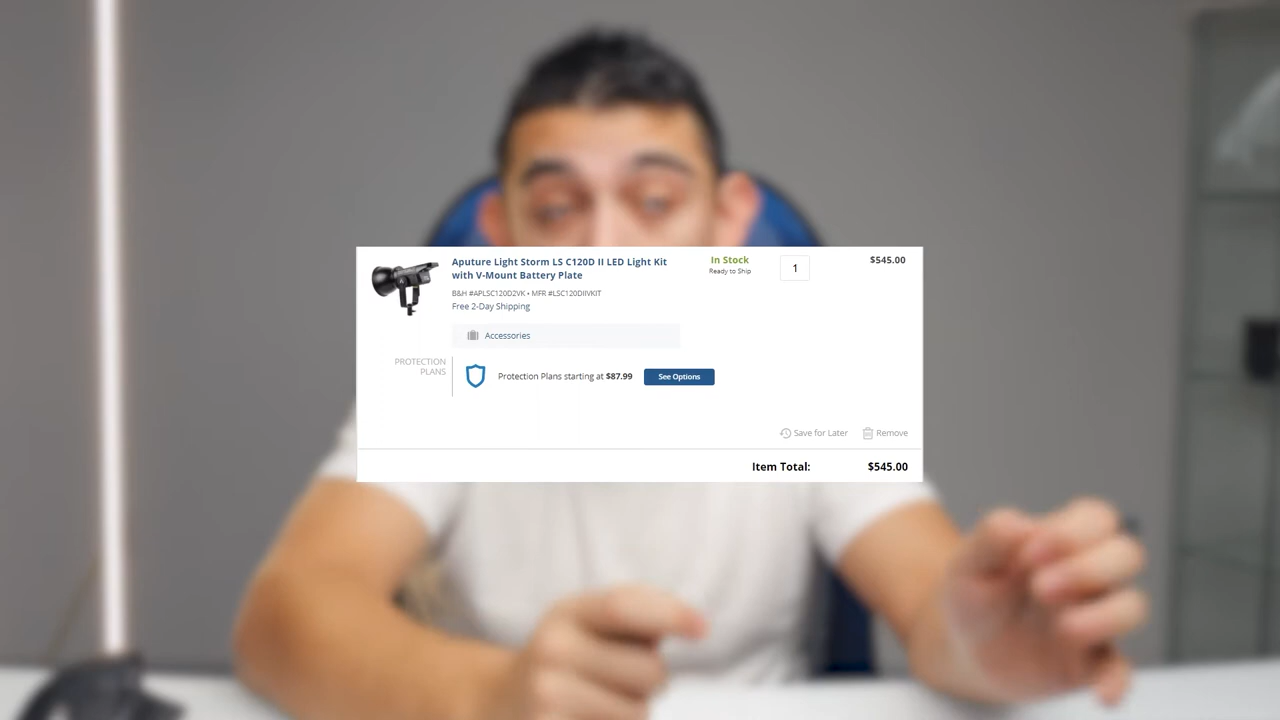 Aputure Light Storm LS C120D II LED Light Kit
with V-Mount Battery Plate
In Stock
Ready to Ship
1
$545.00
B&H #APLSC120D2VK • MFR #LSC120DIIVKIT
Free 2-Day Shipping
Accessories
PROTECTION
PLANS
Protection Plans starting at $87.99
See Options
Save for Later
Remove
Item Total:
$545.00